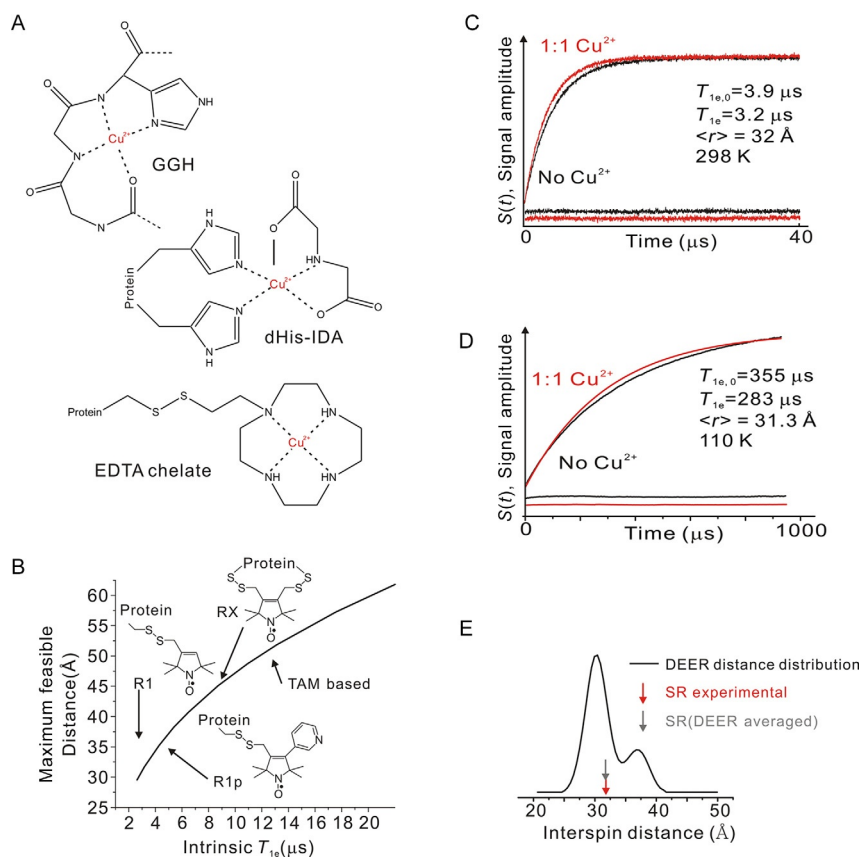 A
O
O
N
N
NH
Cu²⁺
N
GGH
O
O
N
O
H
N
O
O
N
HN
Protein
Cu²⁺
N
O
O
N
H
dHis-IDA
Protein
S
S
N
HN
Cu²⁺
NH
HN
EDTA chelate
B
Maximum feasible
Distance(Å)
60
55
50
45
40
35
30
25
2 4 6 8 10 12 14 16 18 20
Intrinsic T₁ₑ(μs)
Protein
S
S
N
O
R1
Protein
S
S
S
S
N
O
RX
TAM based
Protein
S
S
N
N
O
R1p
C
S(t), Signal amplitude
1:1 Cu²⁺
T₁ₑ,₀=3.9 μs
T₁ₑ=3.2 μs
<r> = 32 Å
298 K
No Cu²⁺
0 40
Time (μs)
D
S(t), Signal amplitude
1:1 Cu²⁺
T₁ₑ, ₀=355 μs
T₁ₑ=283 μs
<r> = 31.3 Å
110 K
No Cu²⁺
0 1000
Time (μs)
E
DEER distance distribution
SR experimental
SR(DEER averaged)
20 30 40 50
Interspin distance (Å)